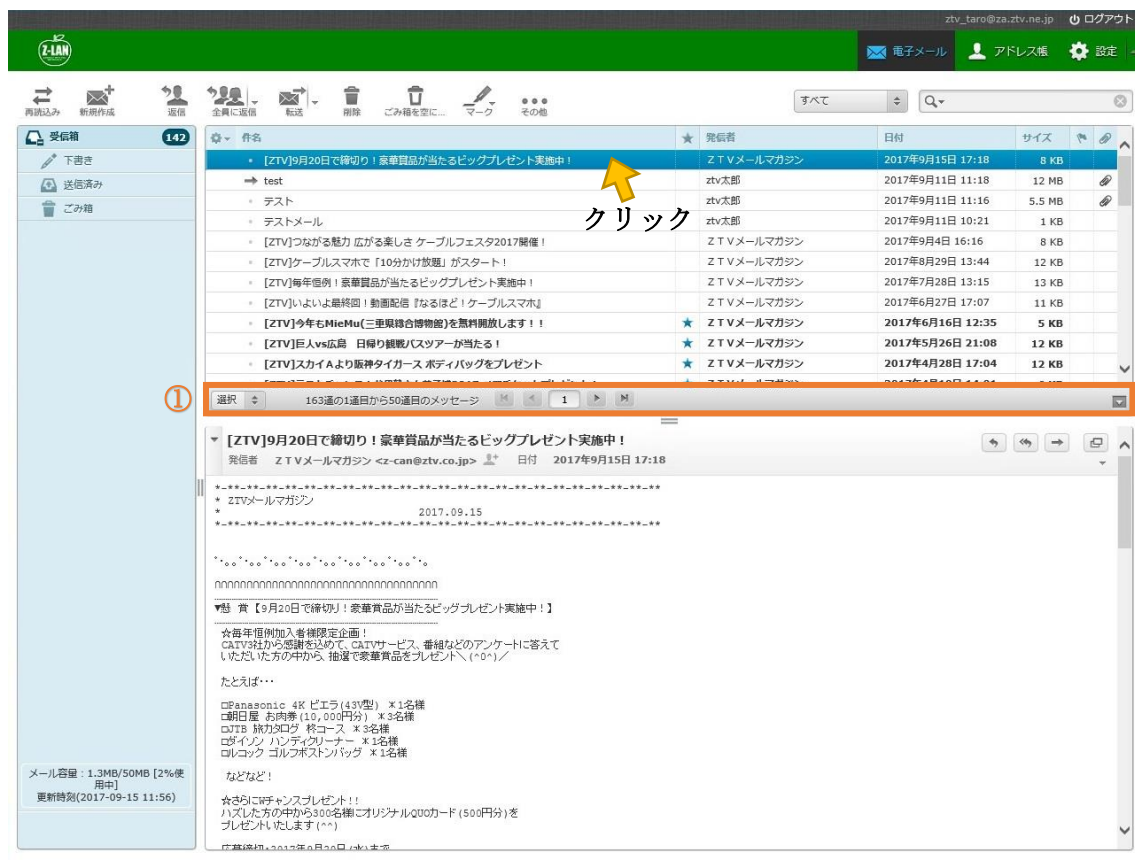 ztv_taro@za.ztv.ne.jp ログアウト
Z-LAN 電子メール アドレス帳 設定
再読込み 新規作成 返信 全員に返信 転送 削除 ごみ箱を空に... マーク その他 すべて
受信箱 142
下書き
送信済み
ごみ箱
件名 発信者 日付 サイズ
[ZTV]9月20日で締切り！豪華賞品が当たるビッグプレゼント実施中！ ＺＴＶメールマガジン 2017年9月15日 17:18 8 KB
test ztv太郎 2017年9月11日 11:18 12 MB
テスト ztv太郎 2017年9月11日 11:16 5.5 MB
テストメール ztv太郎 2017年9月11日 10:21 1 KB
クリック
[ZTV]つながる魅力 広がる楽しさ ケーブルフェスタ2017開催！ ＺＴＶメールマガジン 2017年9月4日 16:16 8 KB
[ZTV]ケーブルスマホで「10分かけ放題」がスタート！ ＺＴＶメールマガジン 2017年8月29日 13:44 12 KB
[ZTV]毎年恒例！豪華賞品が当たるビッグプレゼント実施中！ ＺＴＶメールマガジン 2017年7月28日 13:15 13 KB
[ZTV]いよいよ最終回！動画配信『なるほど！ケーブルスマホ』 ＺＴＶメールマガジン 2017年6月27日 17:07 11 KB
[ZTV]今年もMieMu(三重県総合博物館)を無料開放します！！ ＺＴＶメールマガジン 2017年6月16日 12:35 5 KB
[ZTV]巨人vs広島　日帰り観戦バスツアーが当たる！ ＺＴＶメールマガジン 2017年5月26日 21:08 12 KB
[ZTV]スカイAより阪神タイガース ボディバッグをプレゼント ＺＴＶメールマガジン 2017年4月28日 17:04 12 KB
① 選択 163通の1通目から50通目のメッセージ 1
[ZTV]9月20日で締切り！豪華賞品が当たるビッグプレゼント実施中！
発信者 ＺＴＶメールマガジン <z-can@ztv.co.jp> 日付 2017年9月15日 17:18
*-**-**-**-**-**-**-**-**-**-**-**-**-**-**-**-**-**-**-**
* ZTVメールマガジン
* 2017.09.15
*-**-**-**-**-**-**-**-**-**-**-**-**-**-**-**-**-**-**-**
▼懸 賞【9月20日で締切り！豪華賞品が当たるビッグプレゼント実施中！】
☆毎年恒例加入者様限定企画！
CATV3社から感謝を込めて、CATVサービス、番組などのアンケートに答えて
いただいた方の中から、抽選で豪華賞品をプレゼント＼(^0^)／
たとえば・・・
□Panasonic 4K ビエラ(43V型) ＊1名様
□朝日屋 お肉券(10,000円分) ＊3名様
□JTB 旅カタログ 柊コース ＊3名様
□ダイソン ハンディクリーナー ＊1名様
□ルコック ゴルフボストンバッグ ＊1名様
などなど！
☆さらにWチャンスプレゼント！！
ハズレた方の中から300名様にオリジナルQUOカード(500円分)を
プレゼントいたします(^^)
応募締切・2017年9月20日(水)まで
メール容量：1.3MB/50MB [2%使
用中]
更新時刻(2017-09-15 11:56)